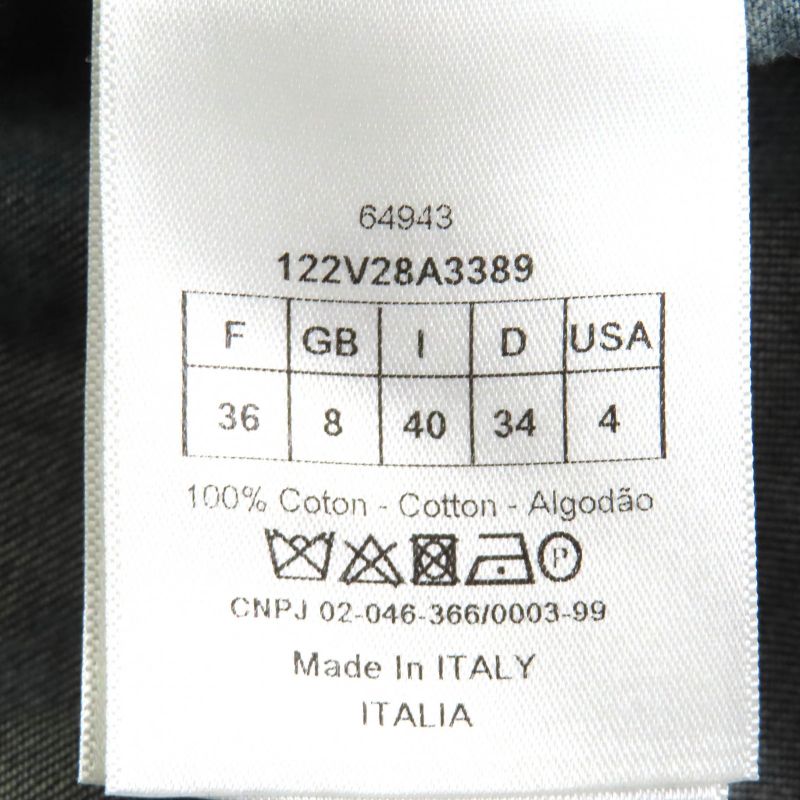 64943
122V28A3389
F GB I D USA
36 8 40 34 4
100% Coton - Cotton - Algodão
P
CNPJ 02-046-366/0003-99
Made In ITALY
ITALIA